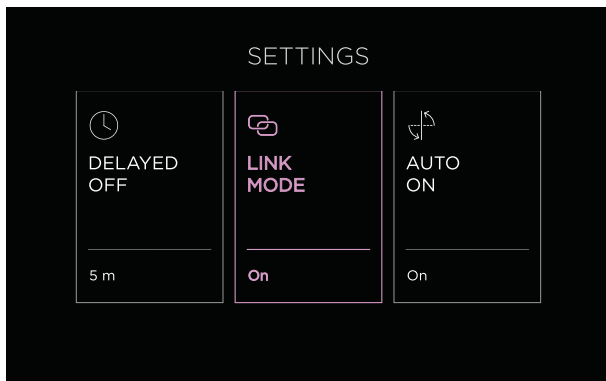 SETTINGS
DELAYED
OFF
5 m
LINK
MODE
On
AUTO
ON
On